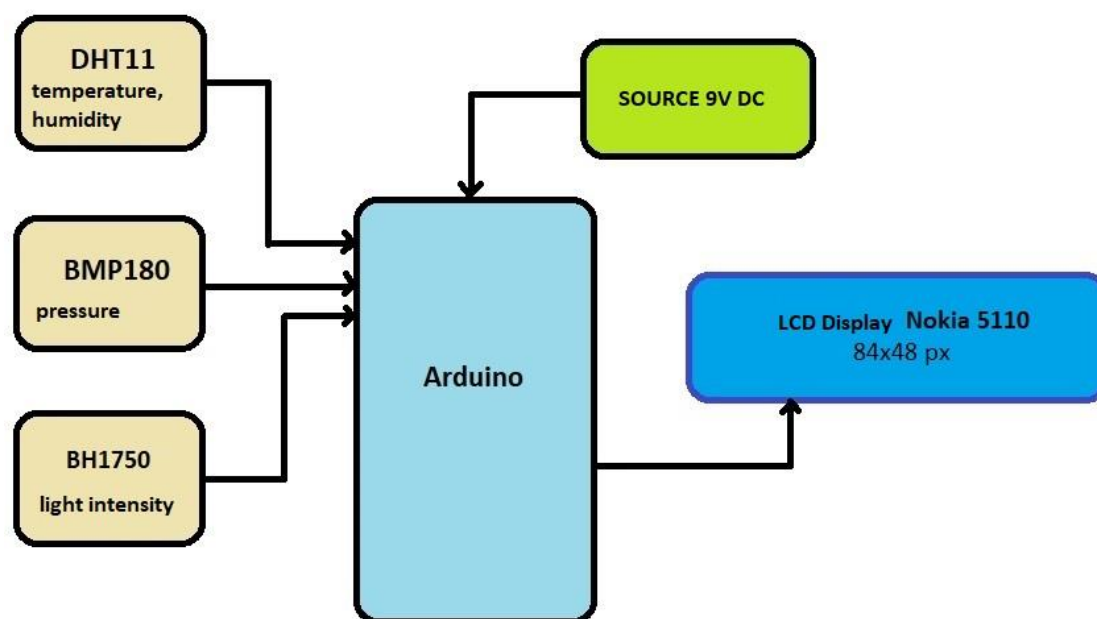 DHT11
temperature,
humidity
SOURCE 9V DC
BMP180
pressure
LCD Display Nokia 5110
84x48 px
Arduino
BH1750
light intensity